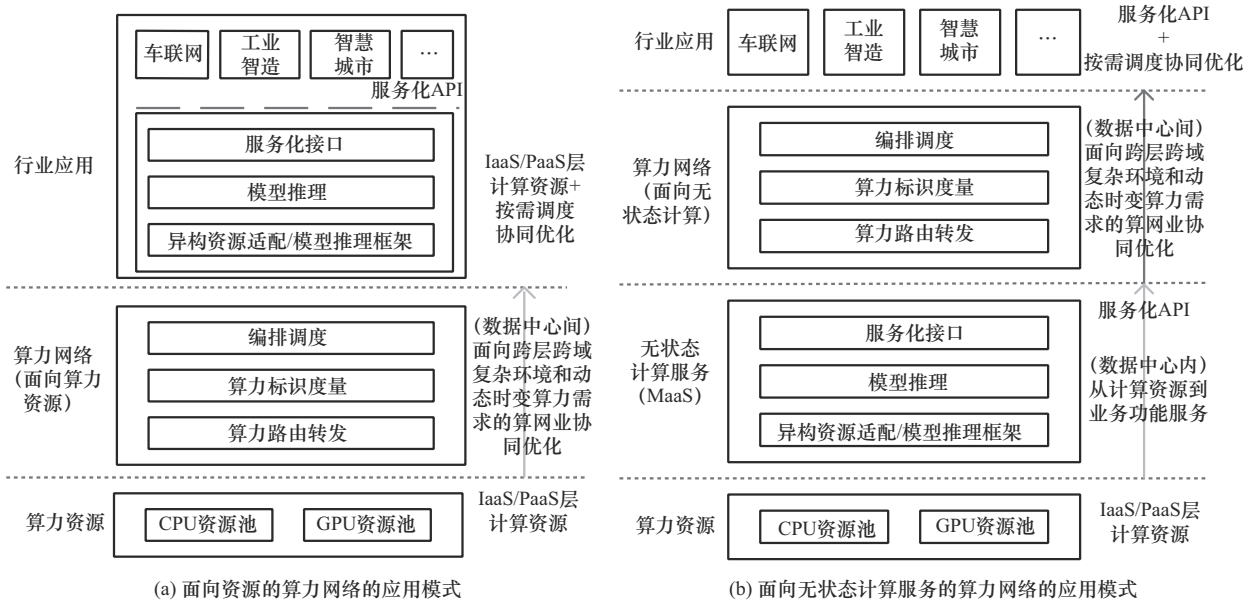 车联网
工业
智造
智慧
城市
…
服务化API
行业应用
服务化接口
模型推理
异构资源适配/模型推理框架
IaaS/PaaS层
计算资源+
按需调度
协同优化
算力网络
(面向算力
资源)
编排调度
算力标识度量
算力路由转发
(数据中心间)
面向跨层跨域
复杂环境和动
态时变算力需
求的算网业协
同优化
算力资源
CPU资源池
GPU资源池
IaaS/PaaS层
计算资源
(a) 面向资源的算力网络的应用模式
行业应用
车联网
工业
智造
智慧
城市
…
服务化API
+
按需调度协同优化
算力网络
(面向无
状态计算)
编排调度
算力标识度量
算力路由转发
(数据中心间)
面向跨层跨域
复杂环境和动
态时变算力需
求的算网业协
同优化
无状态
计算服务
(MaaS)
服务化接口
模型推理
异构资源适配/模型推理框架
服务化API
(数据中心内)
从计算资源到
业务功能服务
算力资源
CPU资源池
GPU资源池
IaaS/PaaS层
计算资源
(b) 面向无状态计算服务的算力网络的应用模式